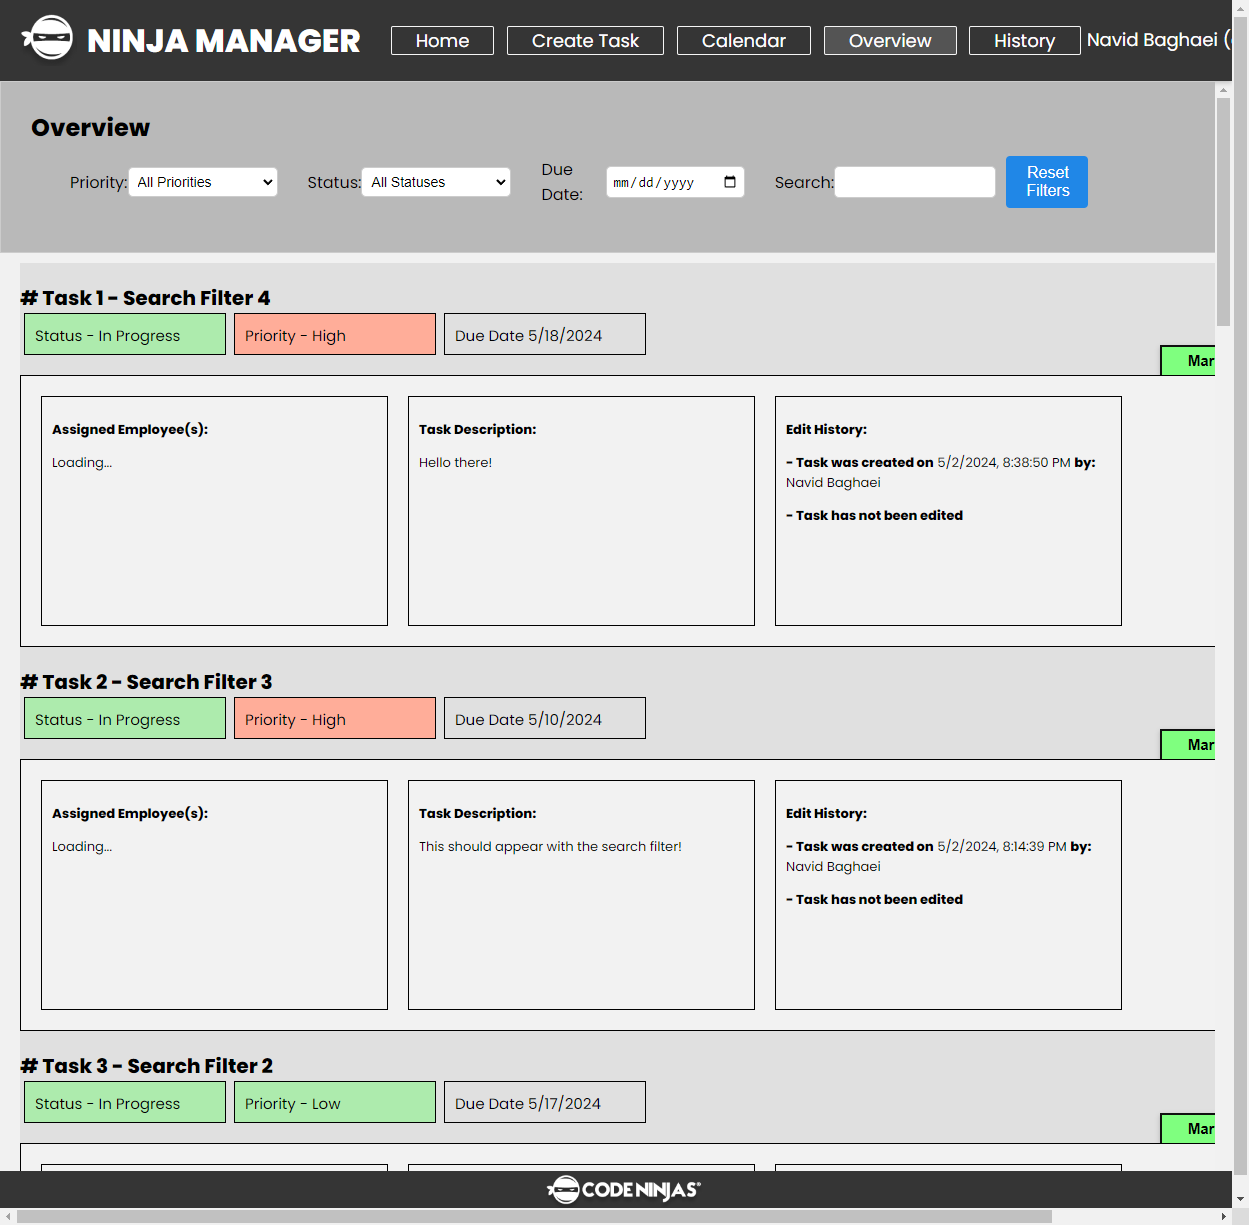 NINJA MANAGER
Home
Create Task
Calendar
Overview
History
Navid Baghaei (
Overview
Priority: All Priorities
Status: All Statuses
Due Date: mm/dd/yyyy
Search:
Reset Filters
# Task 1 - Search Filter 4
Status - In Progress
Priority - High
Due Date 5/18/2024
Mar
Assigned Employee(s):
Loading...
Task Description:
Hello there!
Edit History:
- Task was created on 5/2/2024, 8:38:50 PM by:
Navid Baghaei
- Task has not been edited
# Task 2 - Search Filter 3
Status - In Progress
Priority - High
Due Date 5/10/2024
Mar
Assigned Employee(s):
Loading...
Task Description:
This should appear with the search filter!
Edit History:
- Task was created on 5/2/2024, 8:14:39 PM by:
Navid Baghaei
- Task has not been edited
# Task 3 - Search Filter 2
Status - In Progress
Priority - Low
Due Date 5/17/2024
Mar
CODE NINJAS®